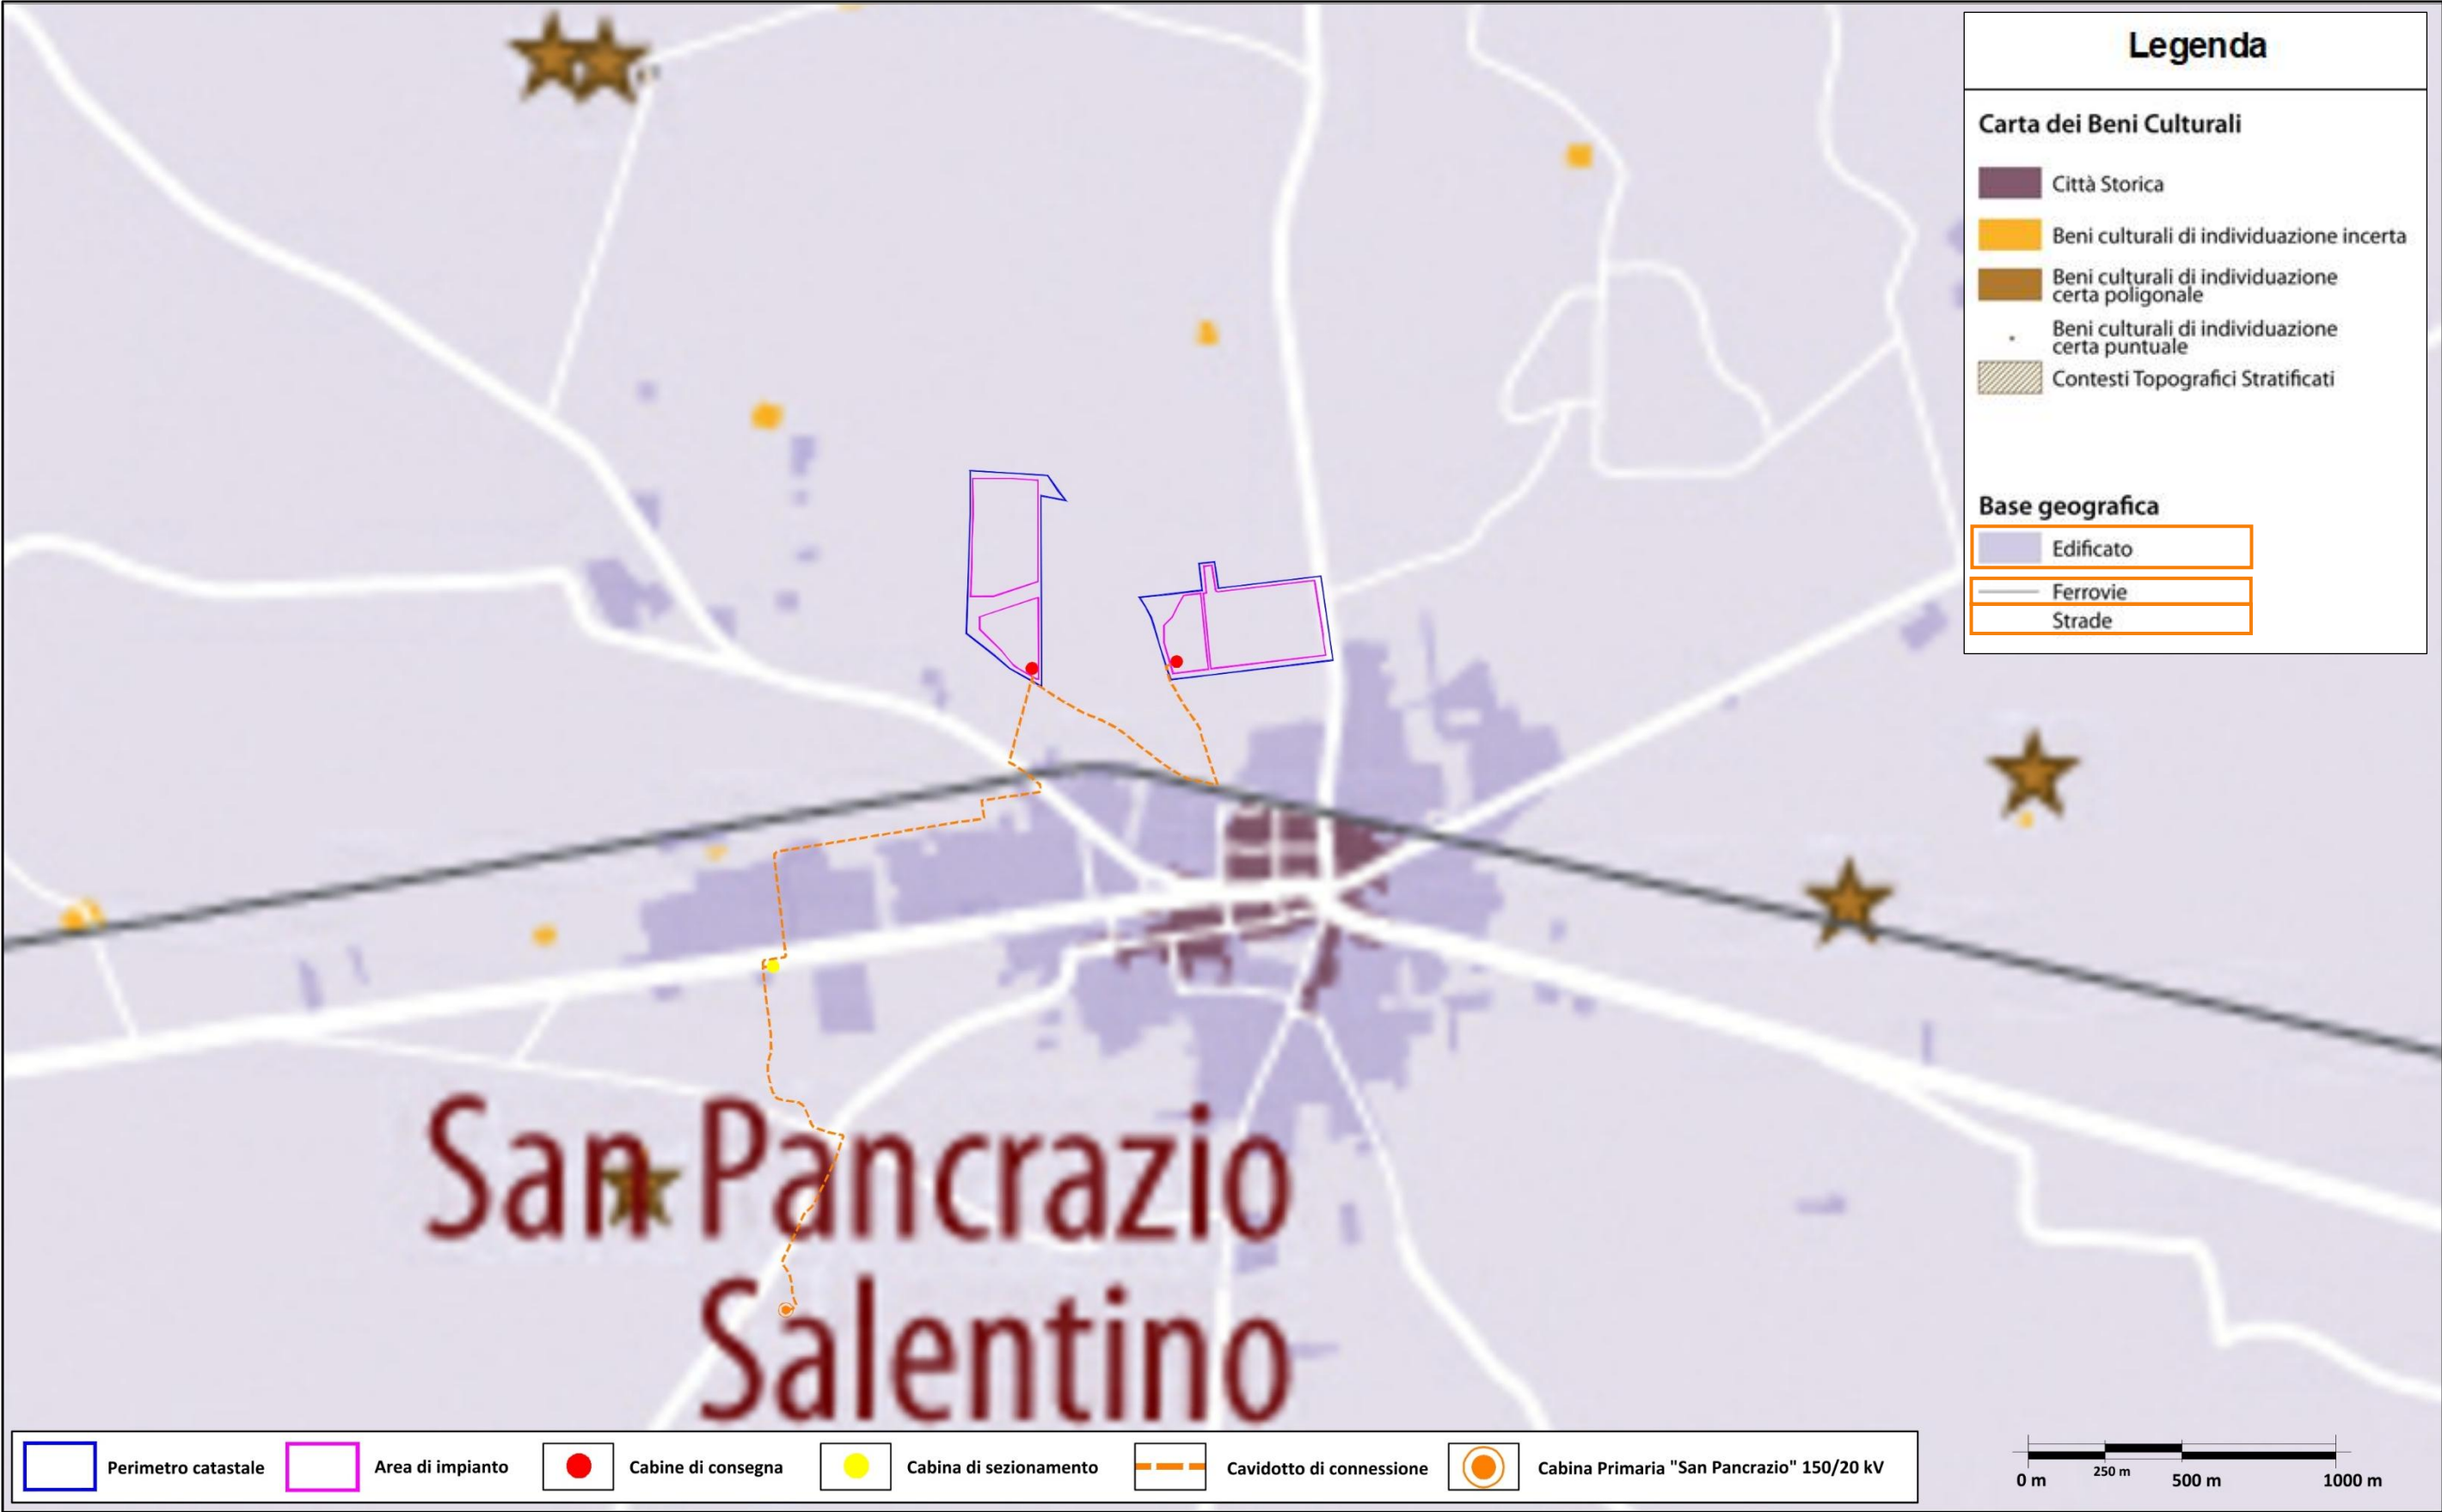 Legenda
Carta dei Beni Culturali
Città Storica
Beni culturali di individuazione incerta
Beni culturali di individuazione
certa poligonale
Beni culturali di individuazione
certa puntuale
Contesti Topografici Stratificati
Base geografica
Edificato
Ferrovie
Strade
San Pancrazio
Salentino
Perimetro catastale
Area di impianto
Cabine di consegna
Cabina di sezionamento
Cavidotto di connessione
Cabina Primaria "San Pancrazio" 150/20 kV
0 m
250 m
500 m
1000 m